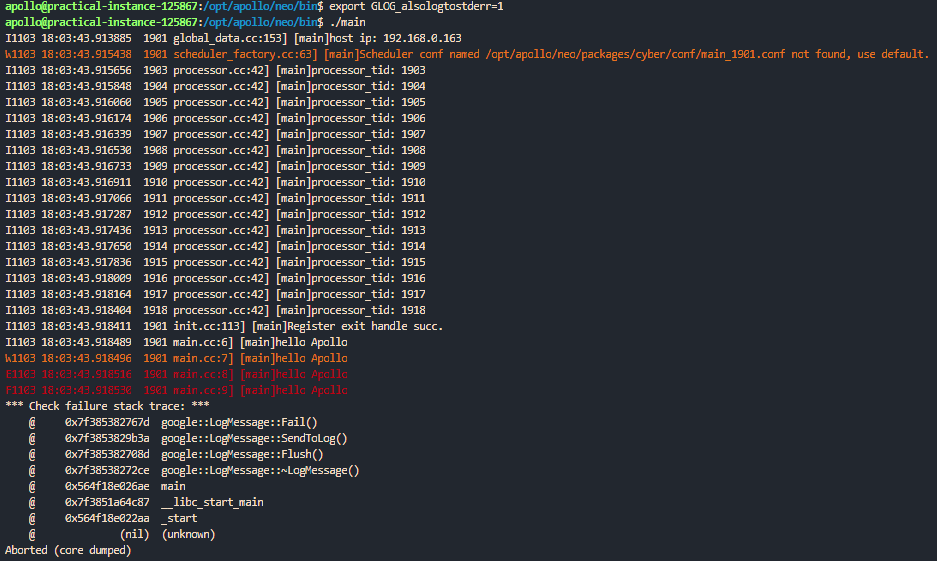 apollo@practical-instance-125867:/opt/apollo/neo/bin$ export GLOG_alsologtostderr=1
apollo@practical-instance-125867:/opt/apollo/neo/bin$ ./main
I1103 18:03:43.913885  1901 global_data.cc:153] [main]host ip: 192.168.0.163
W1103 18:03:43.915438  1901 scheduler_factory.cc:63] [main]Scheduler conf named /opt/apollo/neo/packages/cyber/conf/main_1901.conf not found, use default.
I1103 18:03:43.915656  1903 processor.cc:42] [main]processor_tid: 1903
I1103 18:03:43.915848  1904 processor.cc:42] [main]processor_tid: 1904
I1103 18:03:43.916060  1905 processor.cc:42] [main]processor_tid: 1905
I1103 18:03:43.916174  1906 processor.cc:42] [main]processor_tid: 1906
I1103 18:03:43.916339  1907 processor.cc:42] [main]processor_tid: 1907
I1103 18:03:43.916530  1908 processor.cc:42] [main]processor_tid: 1908
I1103 18:03:43.916733  1909 processor.cc:42] [main]processor_tid: 1909
I1103 18:03:43.916911  1910 processor.cc:42] [main]processor_tid: 1910
I1103 18:03:43.917066  1911 processor.cc:42] [main]processor_tid: 1911
I1103 18:03:43.917287  1912 processor.cc:42] [main]processor_tid: 1912
I1103 18:03:43.917436  1913 processor.cc:42] [main]processor_tid: 1913
I1103 18:03:43.917650  1914 processor.cc:42] [main]processor_tid: 1914
I1103 18:03:43.917836  1915 processor.cc:42] [main]processor_tid: 1915
I1103 18:03:43.918009  1916 processor.cc:42] [main]processor_tid: 1916
I1103 18:03:43.918164  1917 processor.cc:42] [main]processor_tid: 1917
I1103 18:03:43.918404  1918 processor.cc:42] [main]processor_tid: 1918
I1103 18:03:43.918411  1901 init.cc:113] [main]Register exit handle succ.
I1103 18:03:43.918489  1901 main.cc:6] [main]hello Apollo
W1103 18:03:43.918496  1901 main.cc:7] [main]hello Apollo
E1103 18:03:43.918516  1901 main.cc:8] [main]hello Apollo
F1103 18:03:43.918530  1901 main.cc:9] [main]hello Apollo
*** Check failure stack trace: ***
    @     0x7f385382767d  google::LogMessage::Fail()
    @     0x7f3853829b3a  google::LogMessage::SendToLog()
    @     0x7f385382708d  google::LogMessage::Flush()
    @     0x7f38538272ce  google::LogMessage::~LogMessage()
    @     0x564f18e026ae  main
    @     0x7f3851a64c87  __libc_start_main
    @     0x564f18e022aa  _start
    @              (nil)  (unknown)
Aborted (core dumped)